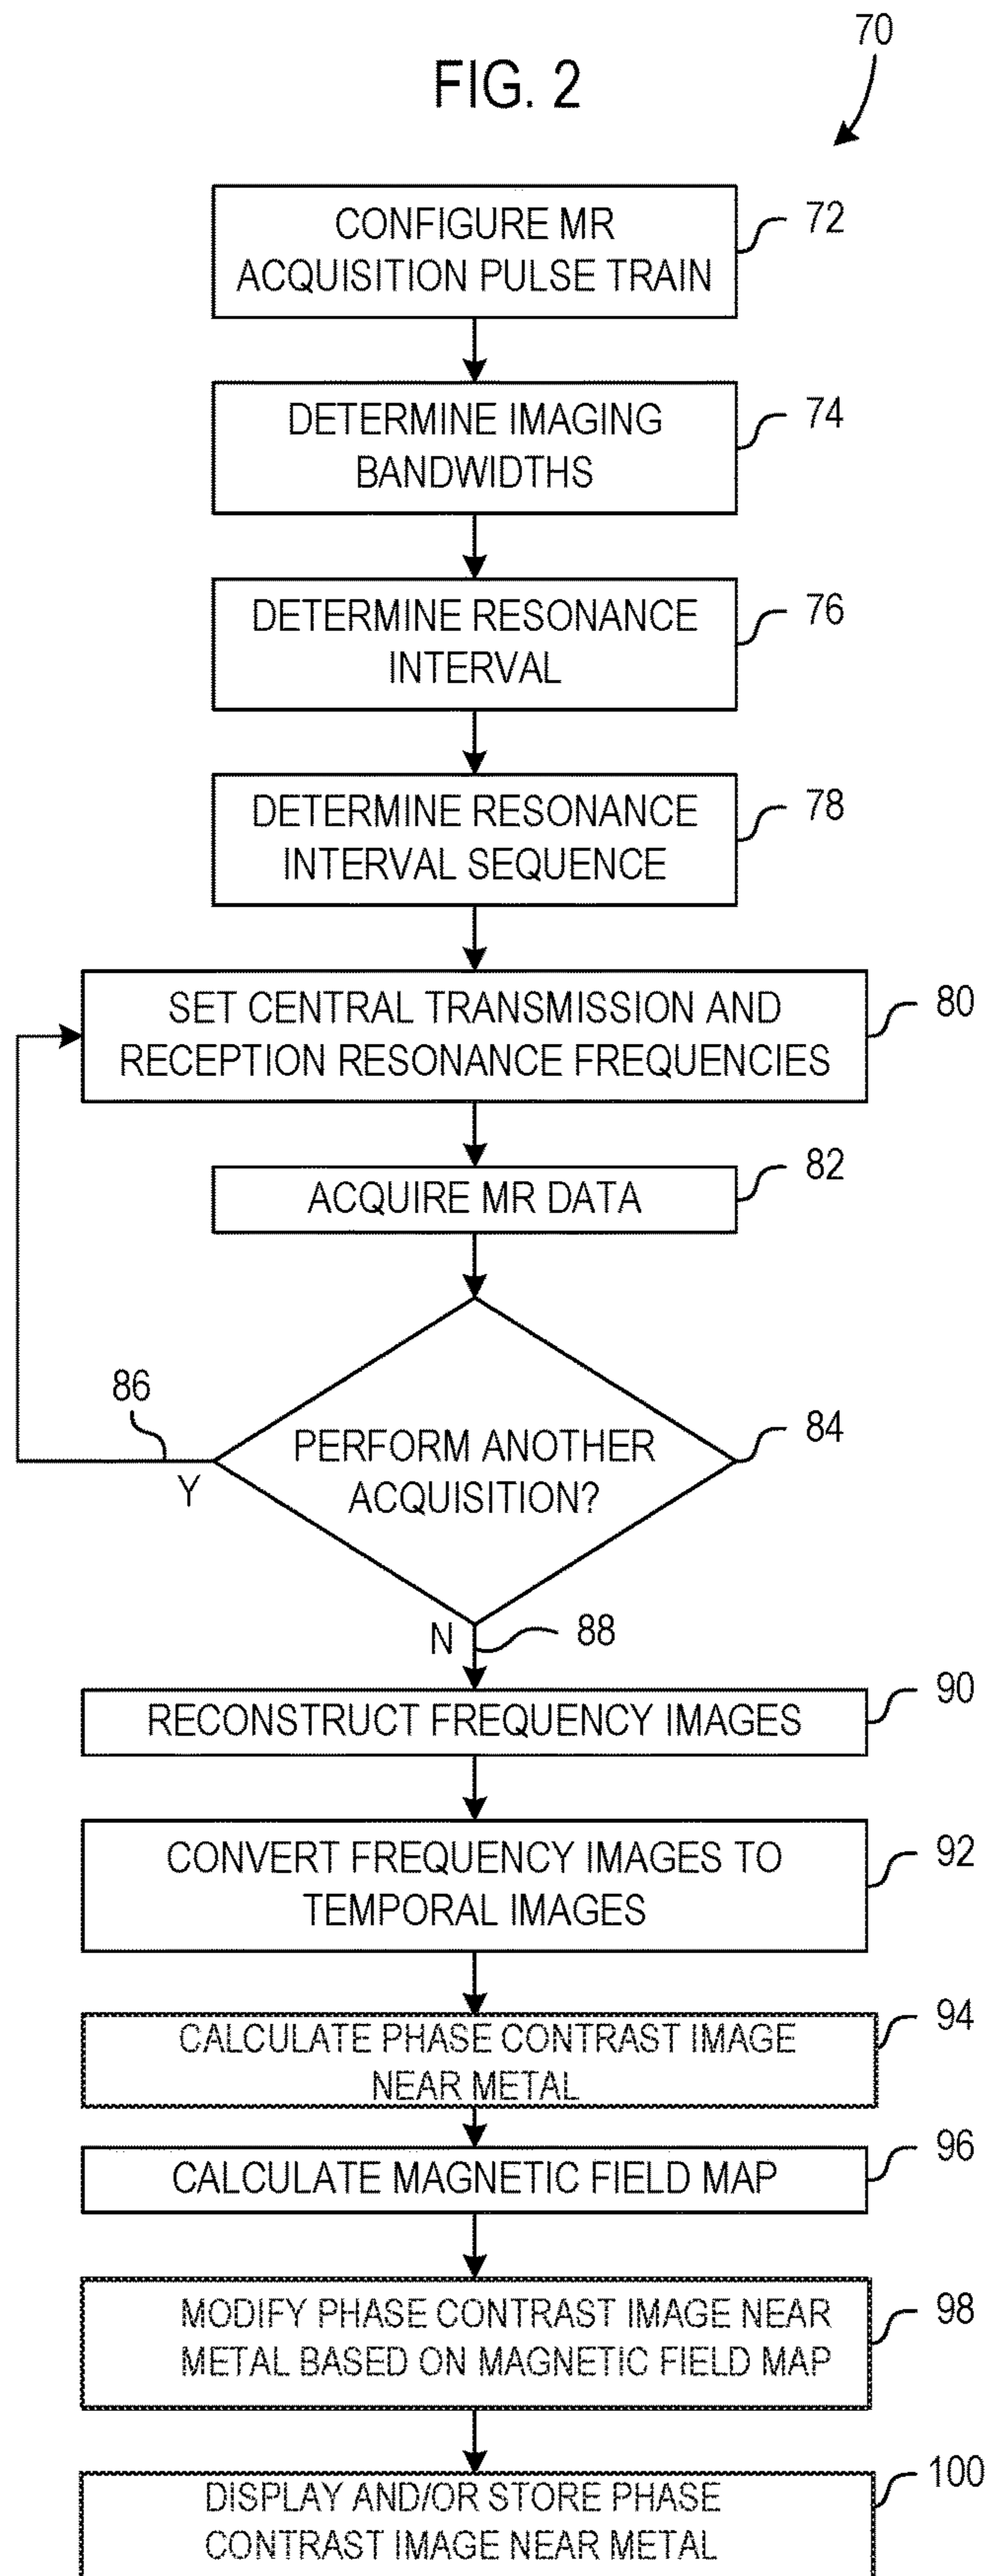 70
FIG. 2
CONFIGURE MR
ACQUISITION PULSE TRAIN
72
DETERMINE IMAGING
BANDWIDTHS
74
DETERMINE RESONANCE
INTERVAL
76
DETERMINE RESONANCE
INTERVAL SEQUENCE
78
SET CENTRAL TRANSMISSION AND
RECEPTION RESONANCE FREQUENCIES
80
ACQUIRE MR DATA
82
PERFORM ANOTHER
ACQUISITION?
84
86
Y
N
88
RECONSTRUCT FREQUENCY IMAGES
90
CONVERT FREQUENCY IMAGES TO
TEMPORAL IMAGES
92
CALCULATE PHASE CONTRAST IMAGE
NEAR METAL
94
CALCULATE MAGNETIC FIELD MAP
96
MODIFY PHASE CONTRAST IMAGE NEAR
METAL BASED ON MAGNETIC FIELD MAP
98
DISPLAY AND/OR STORE PHASE
CONTRAST IMAGE NEAR METAL
100